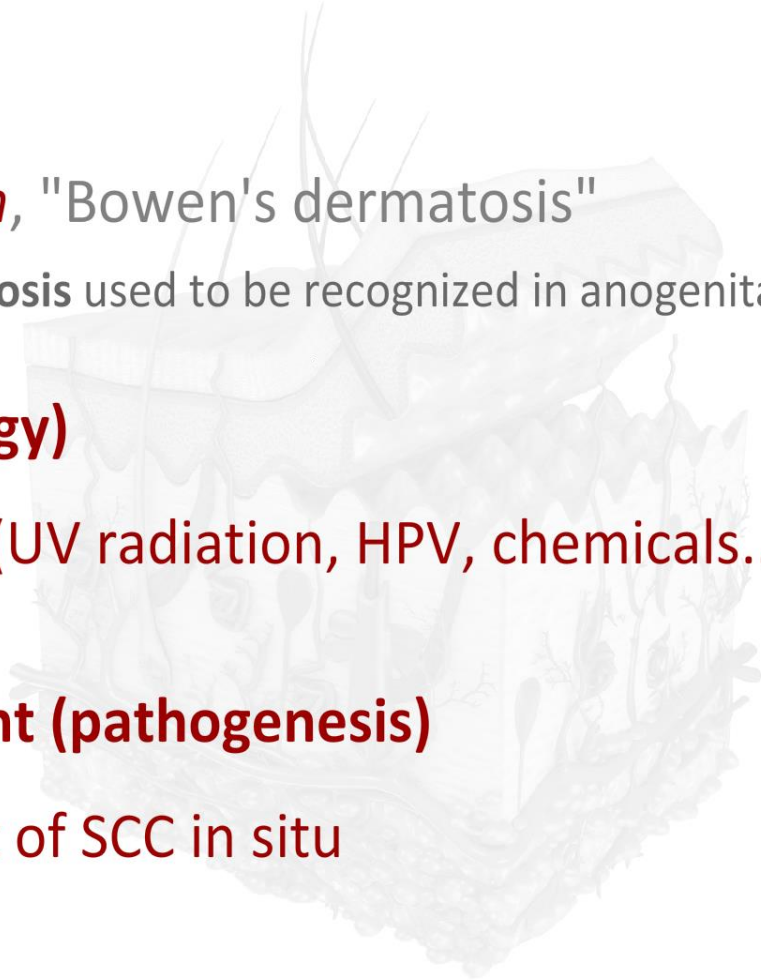 , "Bowen's dermatosis"
osis used to be recognized in anogenita
gy)
(UV radiation, HPV, chemicals..
nt (pathogenesis)
of SCC in situ